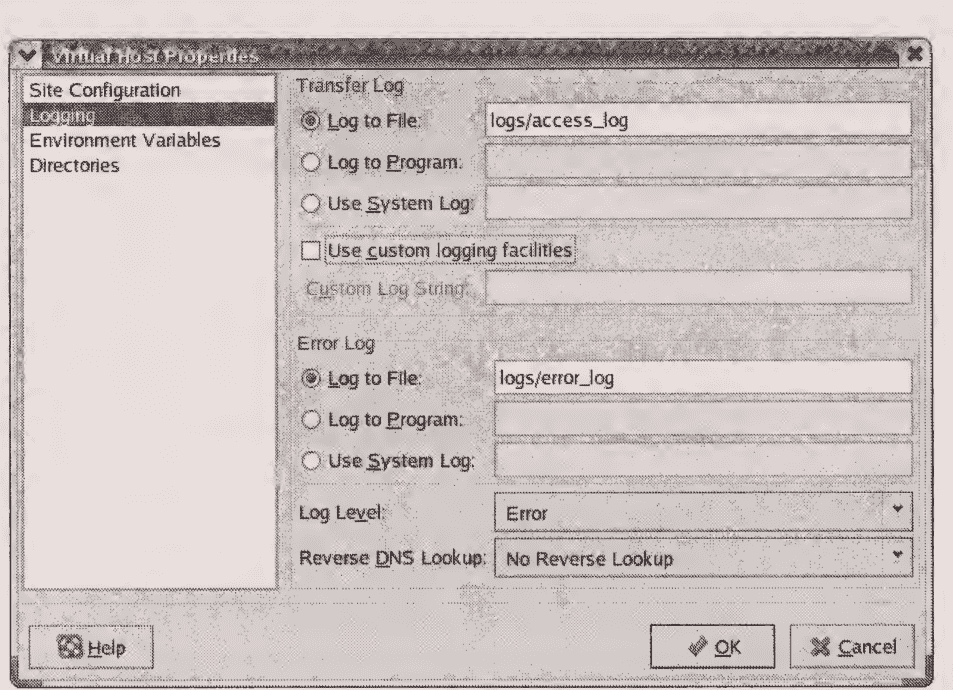 Virtual Host Properties
Site Configuration
Logging
Environment Variables
Directories
Transfer Log
Log to File: logs/access_log
Log to Program:
Use System Log:
Use custom logging facilities
Custom Log String:
Error Log
Log to File: logs/error_log
Log to Program:
Use System Log:
Log Level: Error
Reverse DNS Lookup: No Reverse Lookup
Help
OK
Cancel